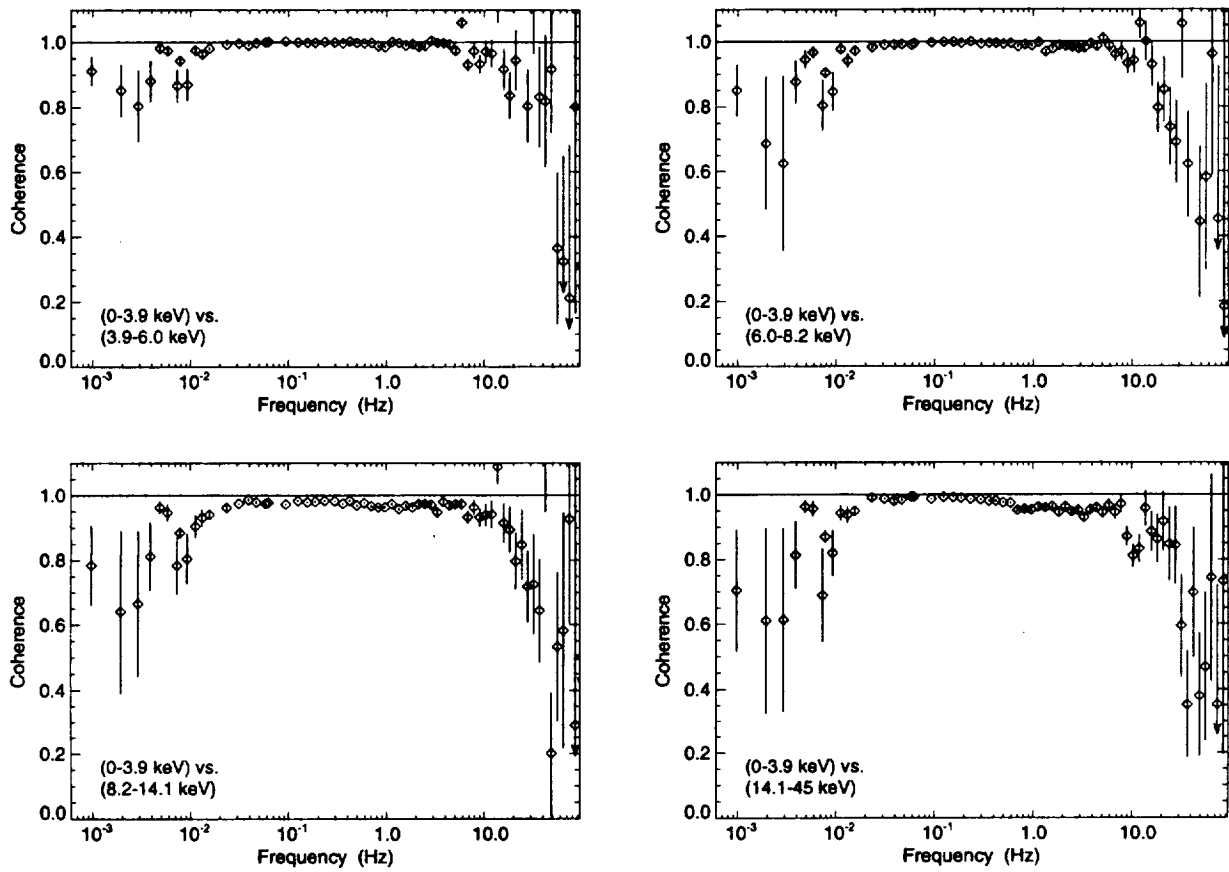 1.0
0.8
0.6
0.4
0.2
0.0
Coherence
(0-3.9 keV) vs.
(3.9-6.0 keV)
10-3 10-2 10-1 1.0 10.0
Frequency (Hz)
1.0
0.8
0.6
0.4
0.2
0.0
Coherence
(0-3.9 keV) vs.
(6.0-8.2 keV)
10-3 10-2 10-1 1.0 10.0
Frequency (Hz)
1.0
0.8
0.6
0.4
0.2
0.0
Coherence
(0-3.9 keV) vs.
(8.2-14.1 keV)
10-3 10-2 10-1 1.0 10.0
Frequency (Hz)
1.0
0.8
0.6
0.4
0.2
0.0
Coherence
(0-3.9 keV) vs.
(14.1-45 keV)
10-3 10-2 10-1 1.0 10.0
Frequency (Hz)